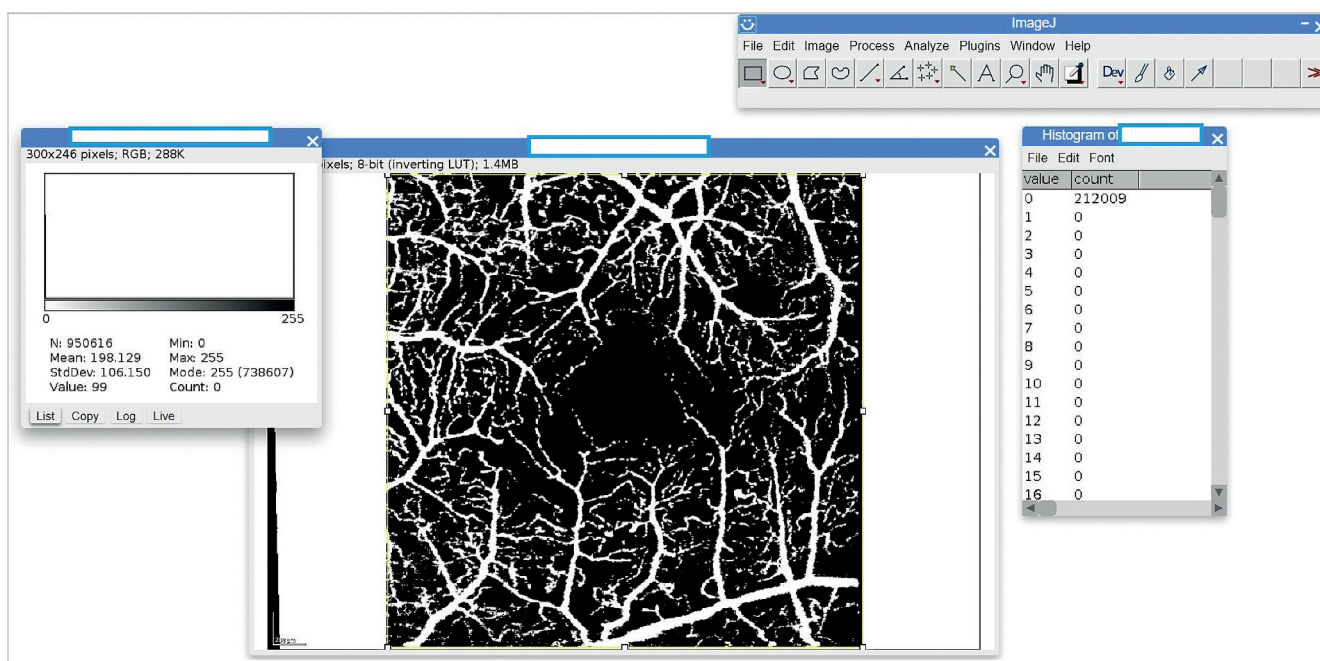 ImageJ
File Edit Image Process Analyze Plugins Window Help
Dev
300x246 pixels; RGB; 288K
0 255
N: 950616 Min: 0
Mean: 198.129 Max: 255
StdDev: 106.150 Mode: 255 (738607)
Value: 99 Count: 0
List Copy Log Live
pixels; 8-bit (inverting LUT); 1.4MB
Histogram of
File Edit Font
value count
0 212009
1 0
2 0
3 0
4 0
5 0
6 0
7 0
8 0
9 0
10 0
11 0
12 0
13 0
14 0
15 0
16 0